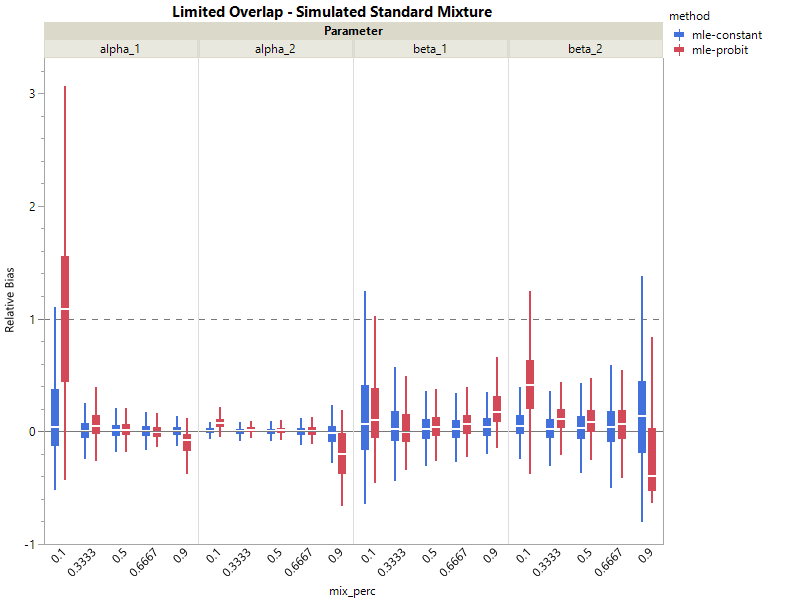 Limited Overlap - Simulated Standard Mixture
Parameter
alpha_1 alpha_2 beta_1 beta_2
method
mle-constant
mle-probit
Relative Bias
3
2
1
0
-1
0.1 0.3333 0.5 0.6667 0.9 0.1 0.3333 0.5 0.6667 0.9 0.1 0.3333 0.5 0.6667 0.9 0.1 0.3333 0.5 0.6667 0.9
mix_perc